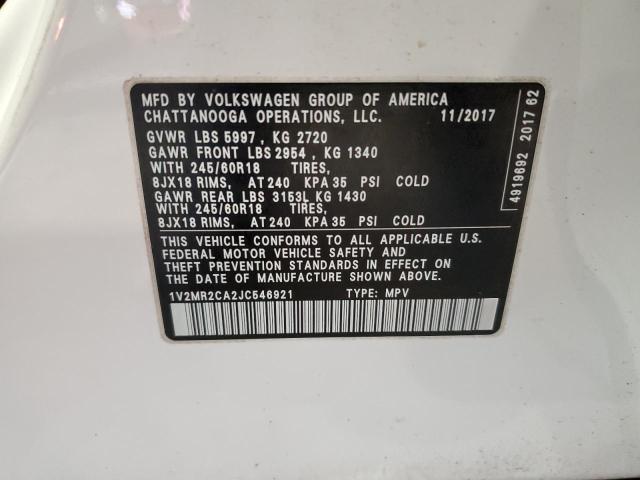 MFD BY VOLKSWAGEN GROUP OF AMERICA
CHATTANOOGA OPERATIONS, LLC. 11/2017
GVWR LBS 5997 , KG 2720
GAWR FRONT LBS 2954 , KG 1340
WITH 245/60R18 TIRES,
8JX18 RIMS, AT 240 KPA 35 PSI COLD
GAWR REAR LBS 3153L KG 1430
WITH 245/60R18 TIRES,
8JX18 RIMS, AT 240 KPA 35 PSI COLD
THIS VEHICLE CONFORMS TO ALL APPLICABLE U.S.
FEDERAL MOTOR VEHICLE SAFETY AND
THEFT PREVENTION STANDARDS IN EFFECT ON
THE DATE OF MANUFACTURE SHOWN ABOVE.
1V2MR2CA2JC546921 TYPE: MPV
4919692 2017 62